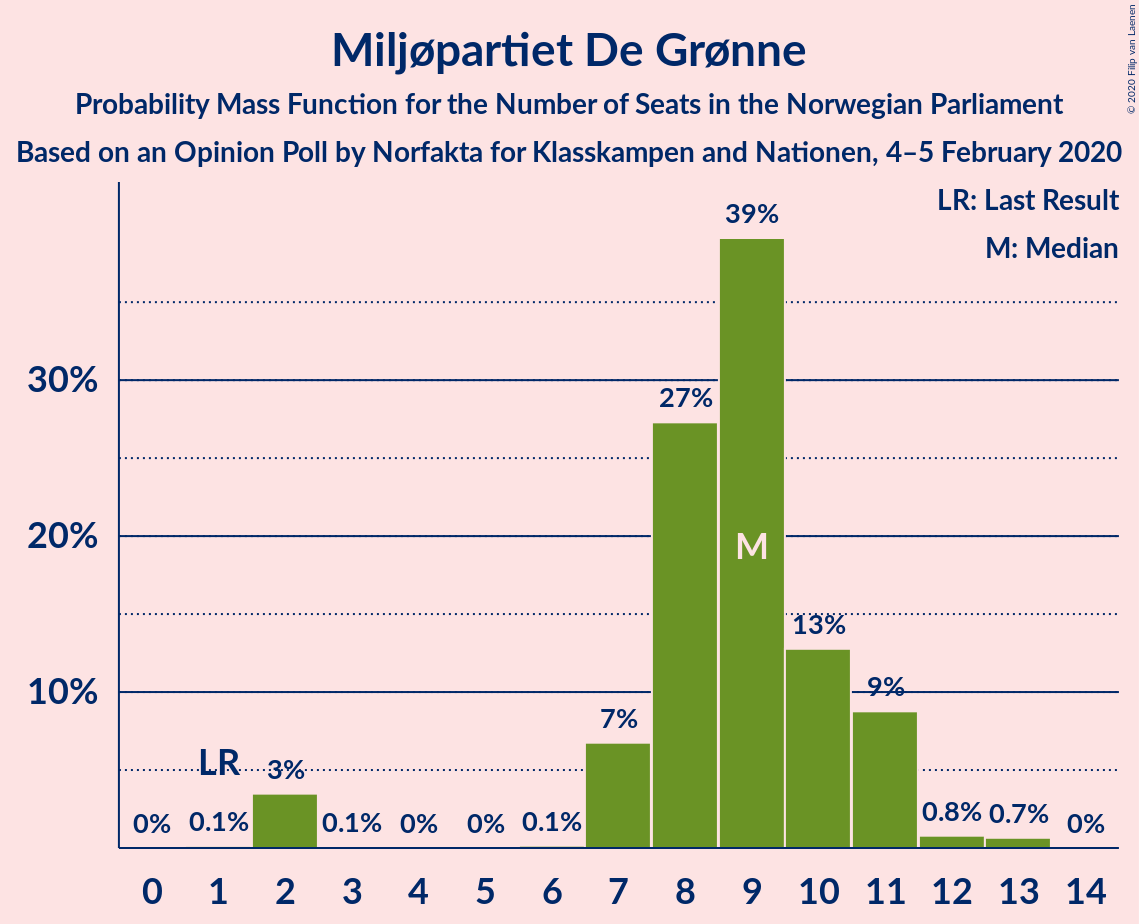 Miljøpartiet De Grønne
Probability Mass Function for the Number of Seats in the Norwegian Parliament
Based on an Opinion Poll by Norfakta for Klasskampen and Nationen, 4–5 February 2020
© 2020 Filip van Laenen
LR: Last Result
M: Median
39%
30%
27%
20%
M
13%
10%
9%
7%
LR
3%
0%
0.1%
0.1%
0%
0%
0.1%
0.8%
0.7%
0%
0 1 2 3 4 5 6 7 8 9 10 11 12 13 14